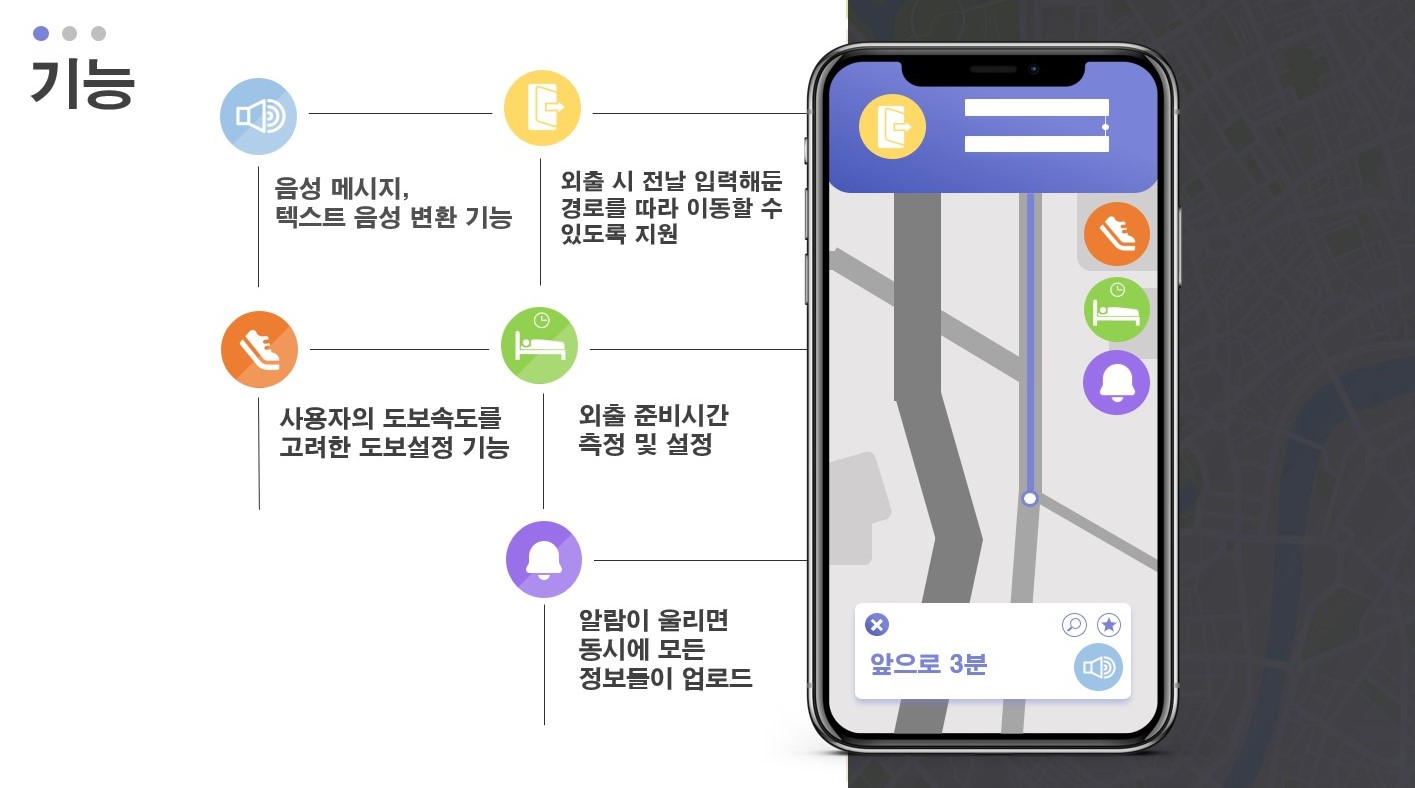 기능
음성 메시지,
텍스트 음성 변환 기능
외출 시 전날 입력해둔
경로를 따라 이동할 수
있도록 지원
사용자의 도보속도를
고려한 도보설정 기능
외출 준비시간
측정 및 설정
알람이 울리면
동시에 모든
정보들이 업로드
앞으로 3분